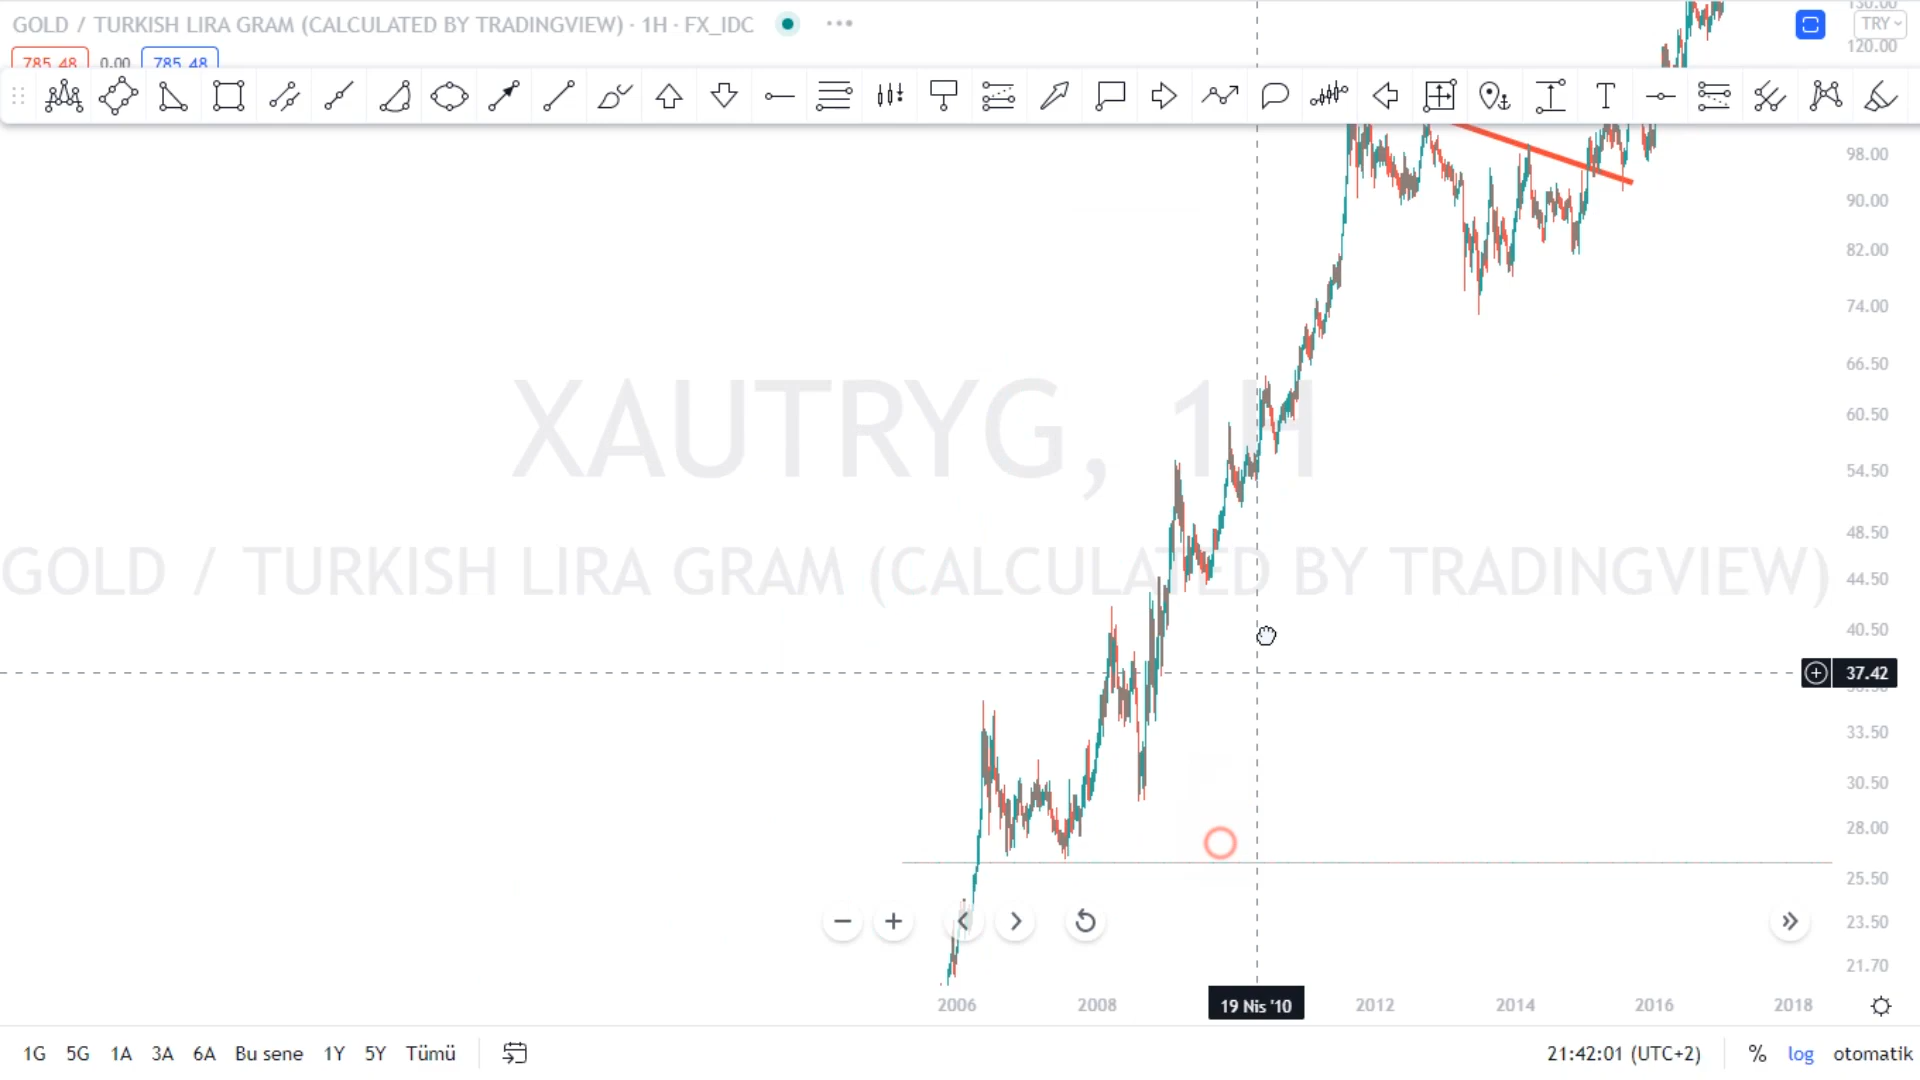 GOLD / TURKISH LIRA GRAM (CALCULATED BY TRADINGVIEW) · 1H · FX_IDC
785.48 0.00 785.48
TRY
130.00
120.00
98.00
90.00
82.00
74.00
66.50
60.50
54.50
48.50
44.50
40.50
37.42
33.50
30.50
28.00
25.50
23.50
21.70
XAUTRYG, 1H
GOLD / TURKISH LIRA GRAM (CALCULATED BY TRADINGVIEW)
2006 2008 19 Nis '10 2012 2014 2016 2018
1G 5G 1A 3A 6A Bu sene 1Y 5Y Tümü 21:42:01 (UTC+2) % log otomatik